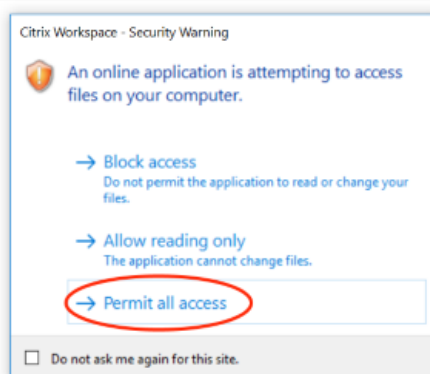 Citrix Workspace - Security Warning
An online application is attempting to access
files on your computer.
→ Block access
Do not permit the application to read or change your
files.
→ Allow reading only
The application cannot change files.
→ Permit all access
Do not ask me again for this site.